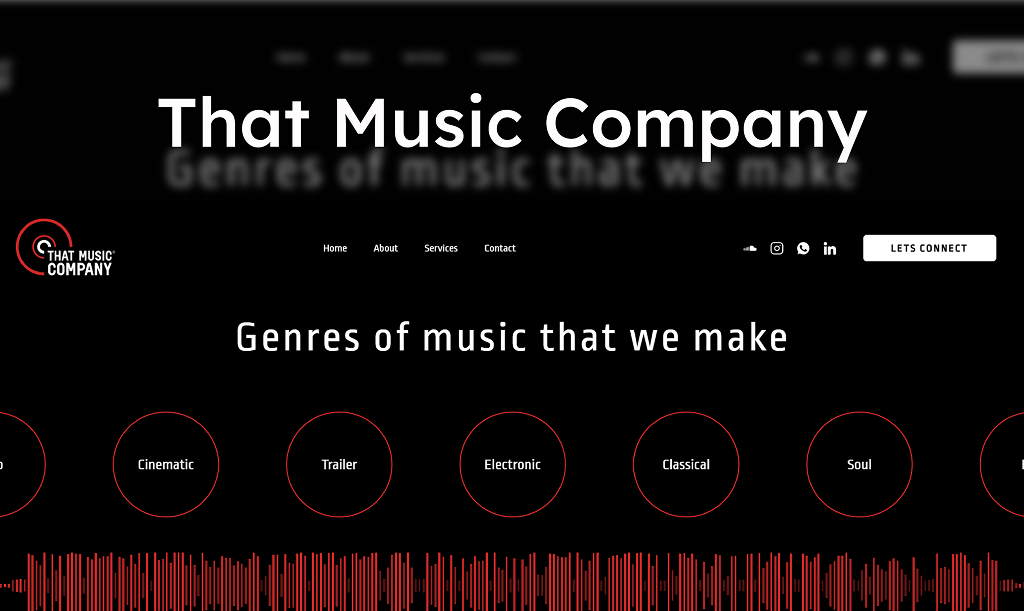 That Music Company
Genres of music that we make
THAT MUSIC®
COMPANY
Home About Services Contact
LETS CONNECT
Genres of music that we make
Cinematic Trailer Electronic Classical Soul